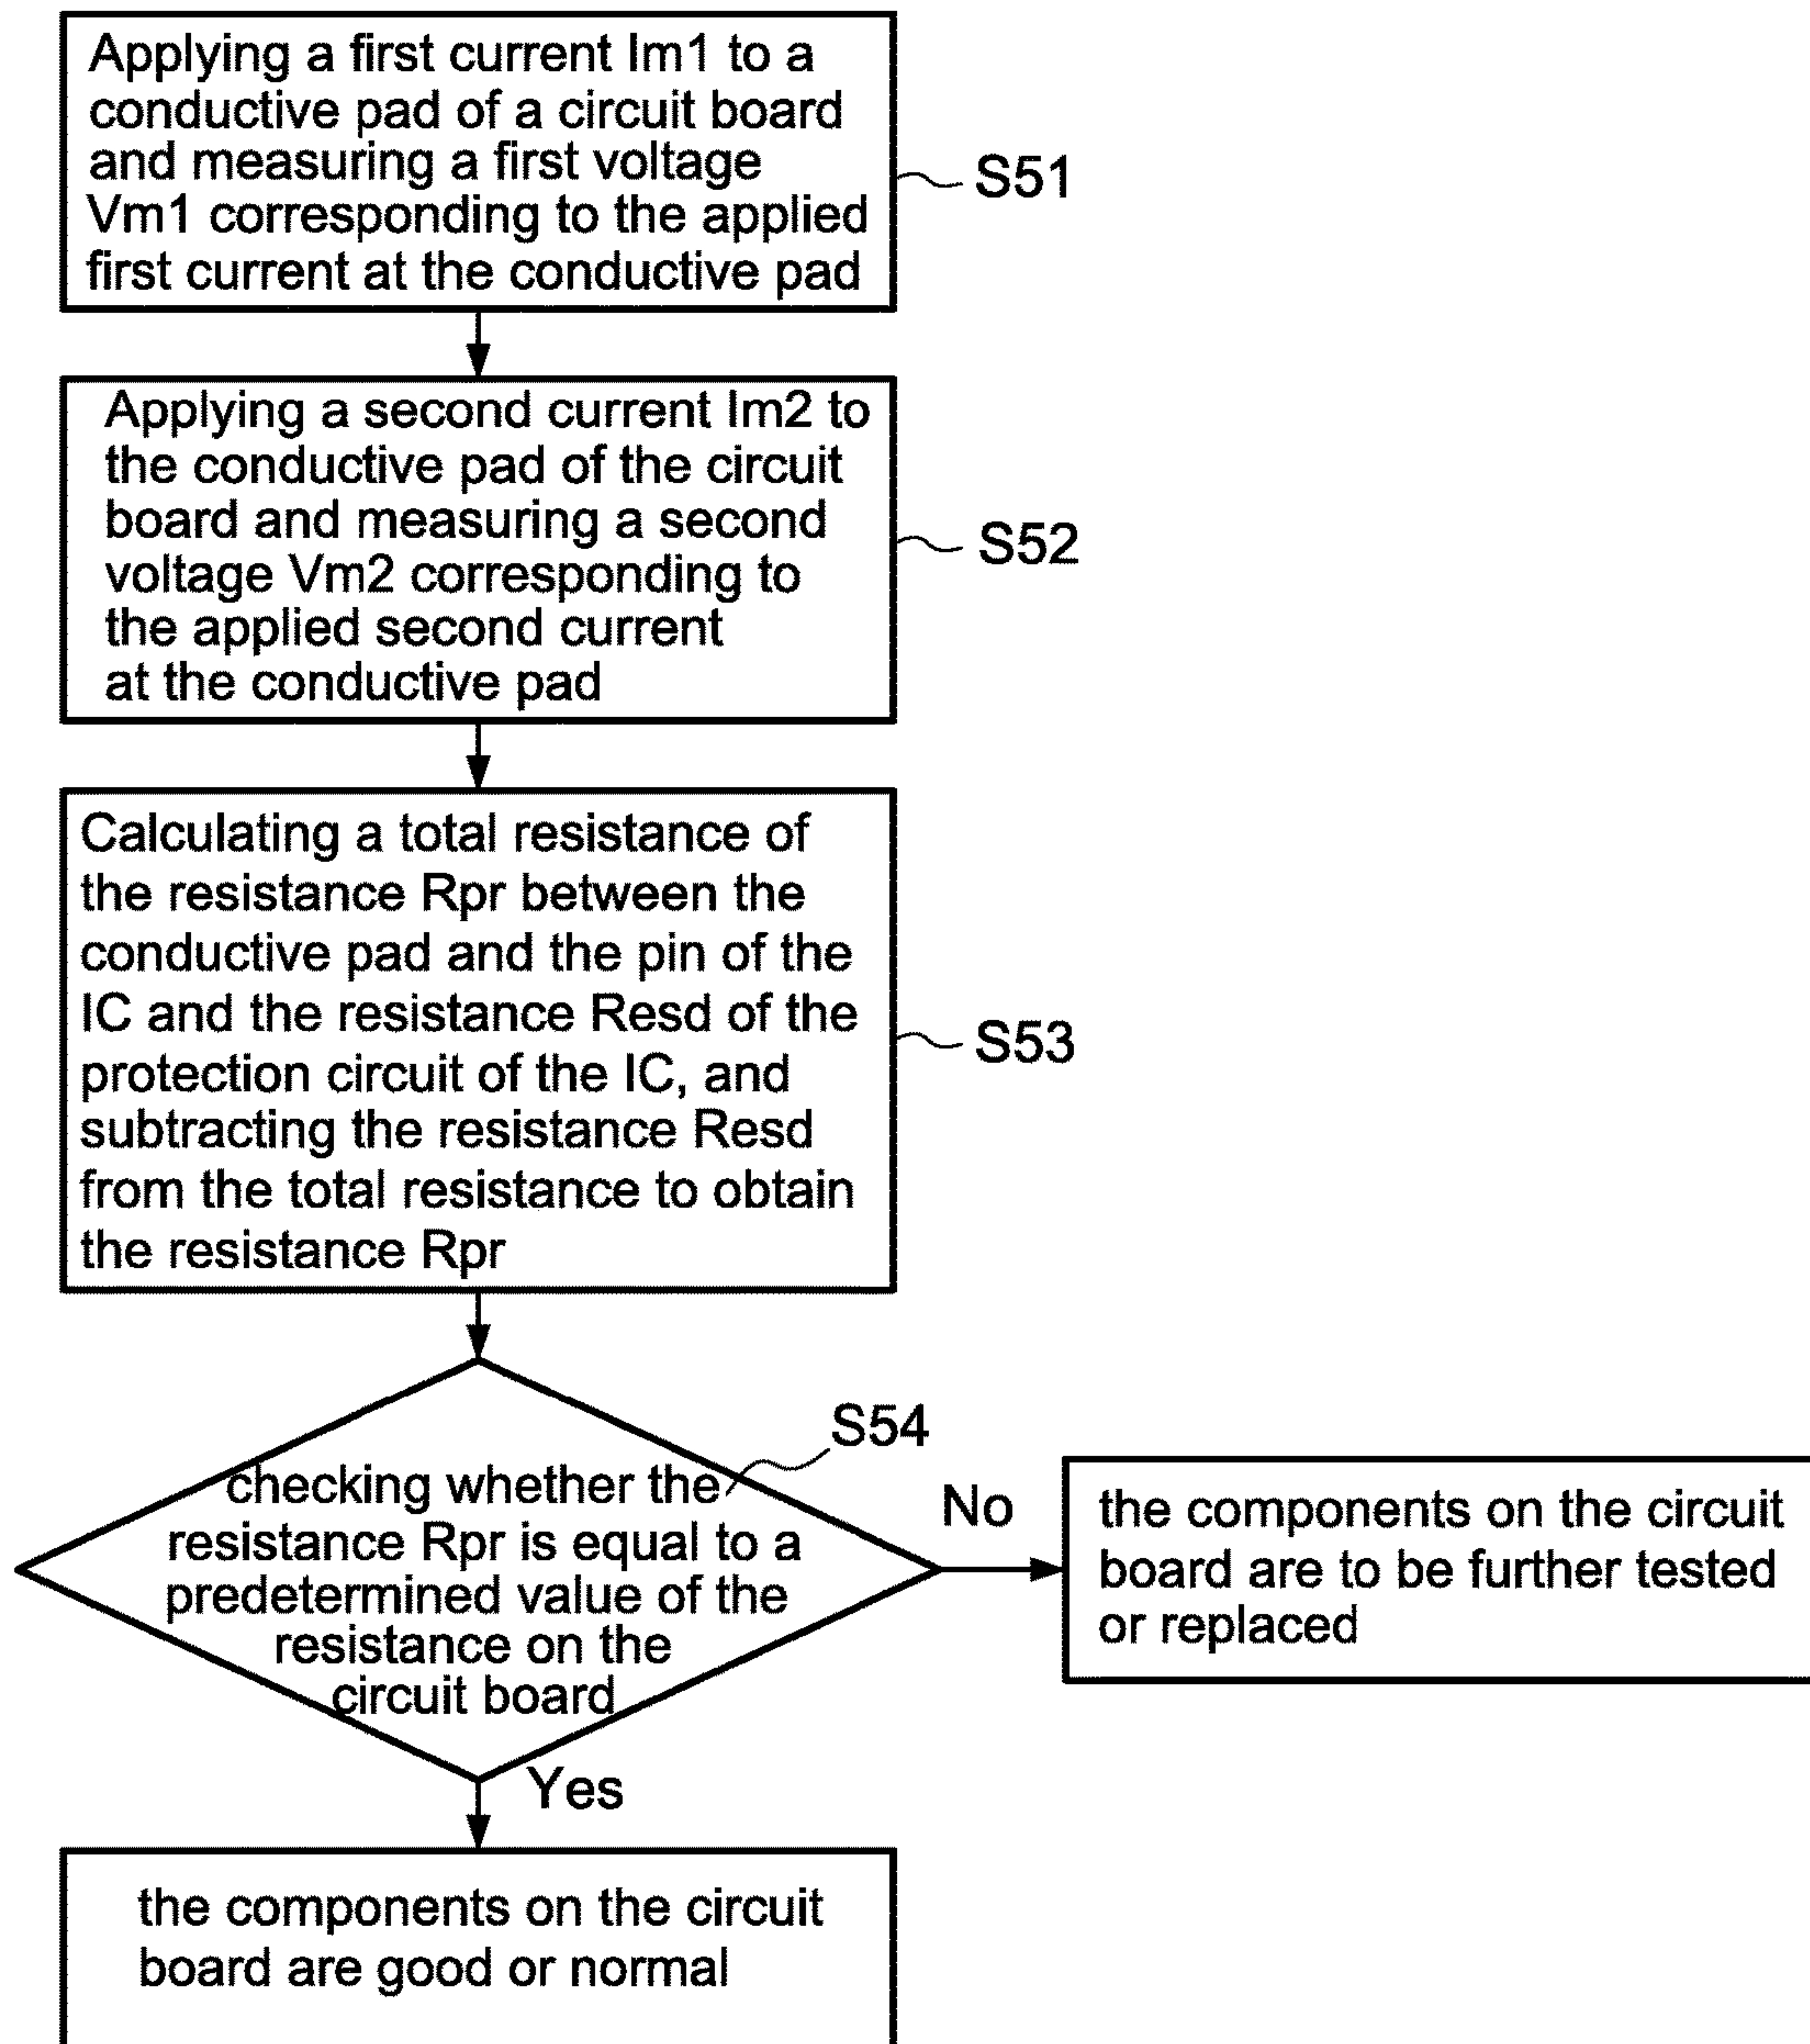 Applying a first current Im1 to a
conductive pad of a circuit board
and measuring a first voltage
Vm1 corresponding to the applied
first current at the conductive pad
S51
Applying a second current Im2 to
the conductive pad of the circuit
board and measuring a second
voltage Vm2 corresponding to
the applied second current
at the conductive pad
S52
Calculating a total resistance of
the resistance Rpr between the
conductive pad and the pin of the
IC and the resistance Resd of the
protection circuit of the IC, and
subtracting the resistance Resd
from the total resistance to obtain
the resistance Rpr
S53
S54
checking whether the
resistance Rpr is equal to a
predetermined value of the
resistance on the
circuit board
No
the components on the circuit
board are to be further tested
or replaced
Yes
the components on the circuit
board are good or normal